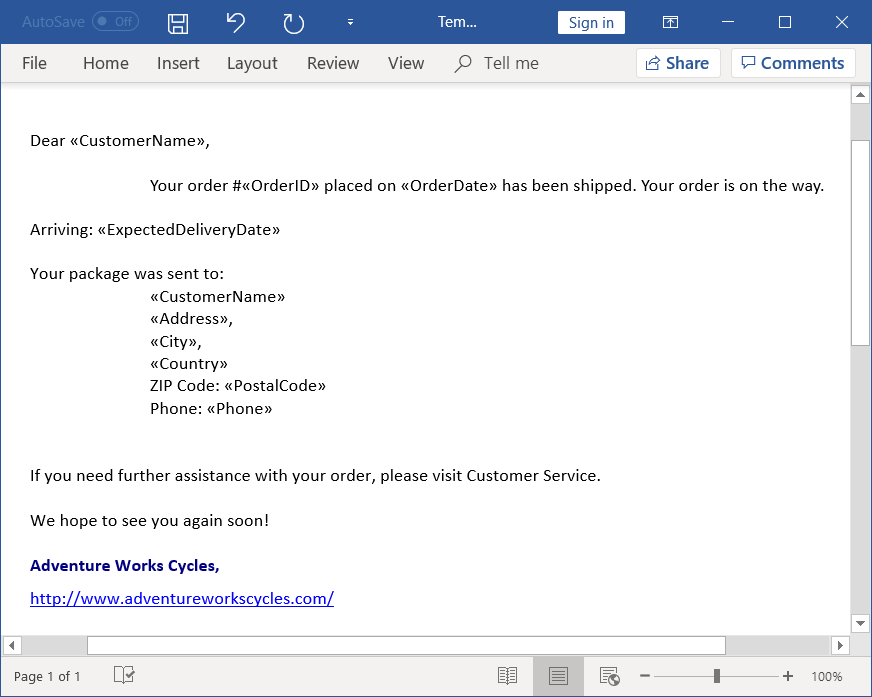 AutoSave Off Tem... Sign in
File Home Insert Layout Review View Tell me Share Comments
Dear «CustomerName»,
Your order #«OrderID» placed on «OrderDate» has been shipped. Your order is on the way.
Arriving: «ExpectedDeliveryDate»
Your package was sent to:
«CustomerName»
«Address»,
«City»,
«Country»
ZIP Code: «PostalCode»
Phone: «Phone»
If you need further assistance with your order, please visit Customer Service.
We hope to see you again soon!
Adventure Works Cycles,
http://www.adventureworkscycles.com/
Page 1 of 1 100%